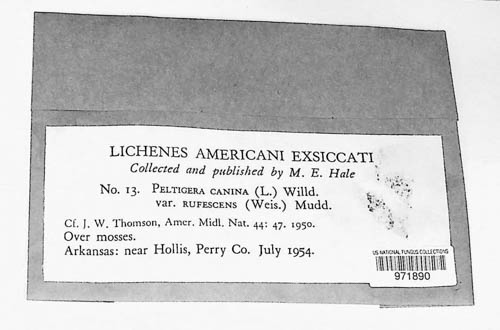 LICHENES AMERICANI EXSICCATI
Collected and published by M. E. Hale
No. 13. PELTIGERA CANINA (L.) Willd.
var. RUFESCENS (Weis.) Mudd.
Cf. J. W. Thomson, Amer. Midl. Nat. 44: 47. 1950.
Over mosses.
Arkansas: near Hollis, Perry Co. July 1954.
US NATIONAL FUNGUS COLLECTIONS
971890